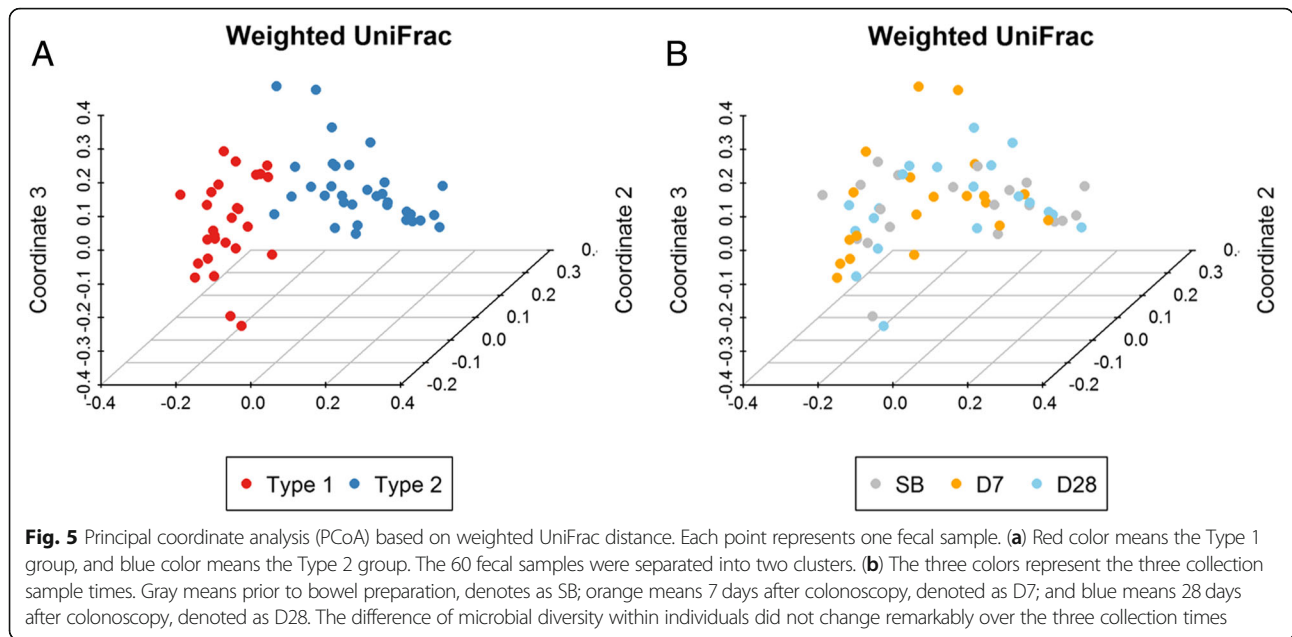 A
Weighted UniFrac
Coordinate 3
0.4
0.3
0.2
0.1
0.0
-0.1
-0.2
-0.3
-0.4
-0.4 -0.2 0.0 0.2 0.4
-0.2
-0.1
0.0
0.1
0.2
0.3
0.
Coordinate 2
Type 1 Type 2
B
Weighted UniFrac
Coordinate 3
0.4
0.3
0.2
0.1
0.0
-0.1
-0.2
-0.3
-0.4
-0.4 -0.2 0.0 0.2 0.4
-0.2
-0.1
0.0
0.1
0.2
0.3
0.
Coordinate 2
SB D7 D28
Fig. 5 Principal coordinate analysis (PCoA) based on weighted UniFrac distance. Each point represents one fecal sample. (a) Red color means the Type 1
group, and blue color means the Type 2 group. The 60 fecal samples were separated into two clusters. (b) The three colors represent the three collection
sample times. Gray means prior to bowel preparation, denotes as SB; orange means 7 days after colonoscopy, denoted as D7; and blue means 28 days
after colonoscopy, denoted as D28. The difference of microbial diversity within individuals did not change remarkably over the three collection times